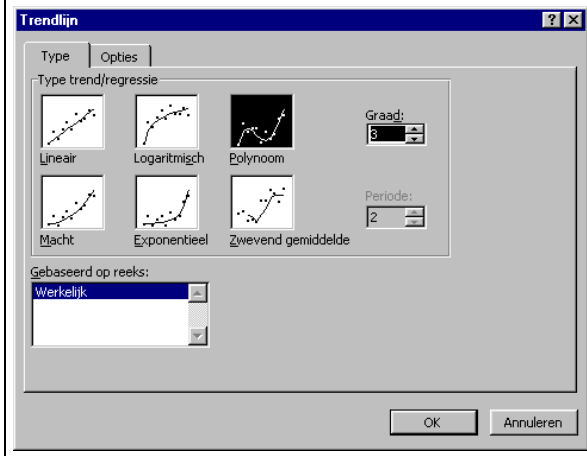 Trendlijn
Type Opties
Type trend/regressie
Lineair Logaritmisch Polynoom
Graad:
3
Macht Exponentieel Zwevend gemiddelde
Periode:
2
Gebaseerd op reeks:
Werkelijk
OK Annuleren